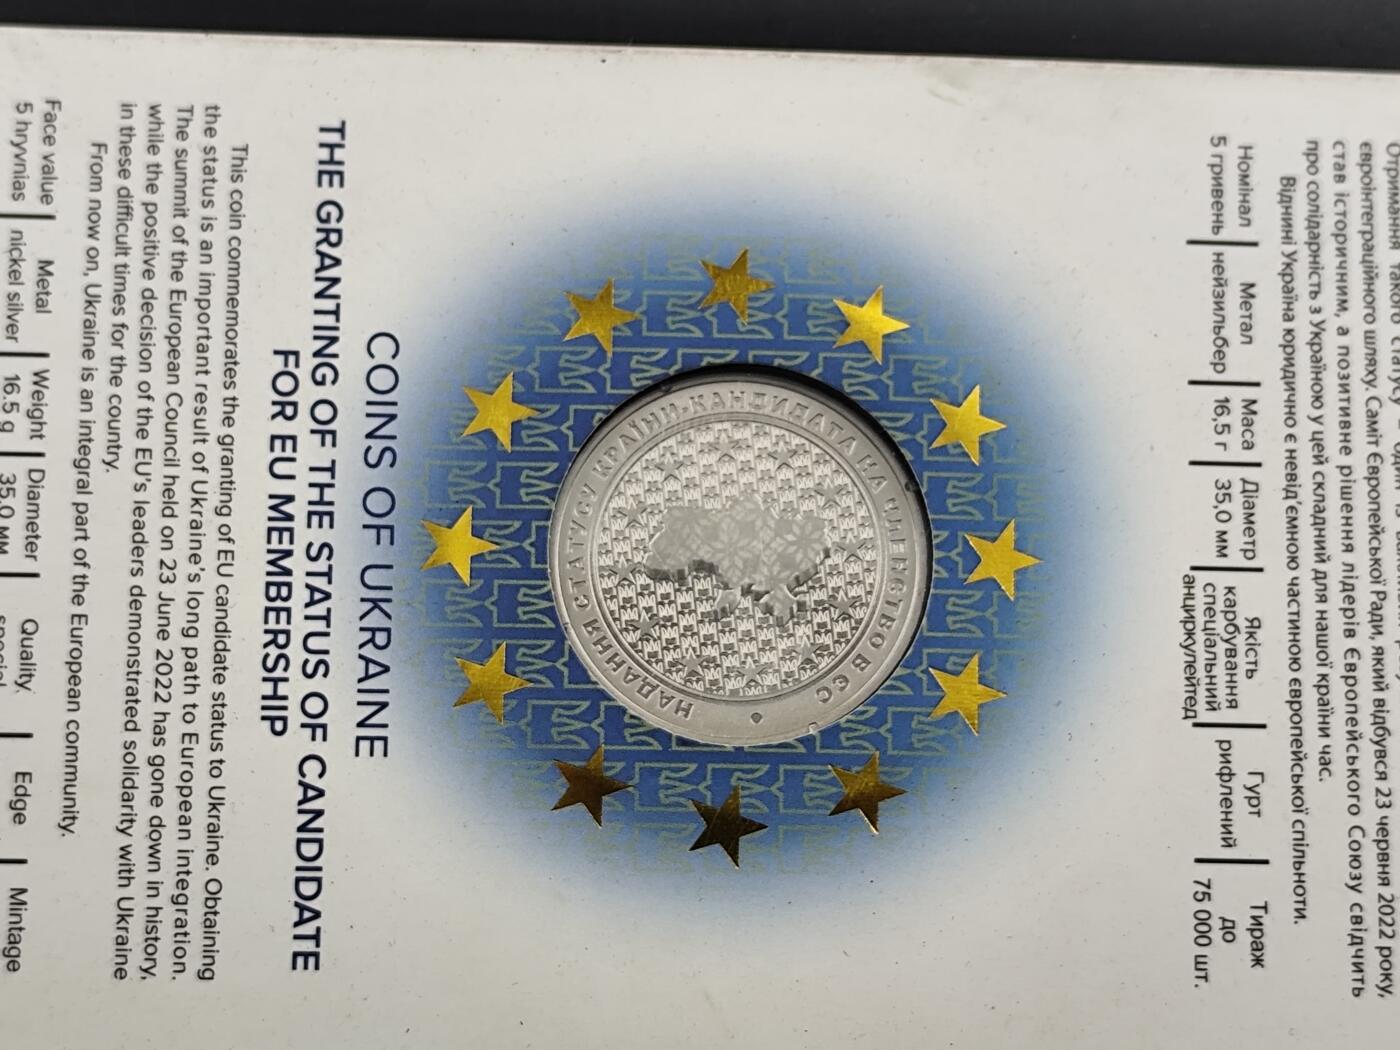 Отримання такого статусу –
євроінтеграційного шляху. Саміт Європейської Ради, який відбувся 23 червня 2022 року,
став історичним, а позитивне рішення лідерів Європейського Союзу свідчить
про солідарність з Україною у цей складний для нашої країни час.
Віднині Україна юридично є невід'ємною частиною європейської спільноти.
Номінал | Метал | Маса | Діаметр | Якість карбування | Гурт | Тираж
5 гривень | нейзильбер | 16,5 г | 35,0 мм | спеціальний анциркулейтед | рифлений | до 75 000 шт.
НАДАННЯ СТАТУСУ УКРАЇНИ-КАНДИДАТА НА ЧЛЕНСТВО В ЄС
COINS OF UKRAINE
THE GRANTING OF THE STATUS OF CANDIDATE
FOR EU MEMBERSHIP
This coin commemorates the granting of EU candidate status to Ukraine. Obtaining
the status is an important result of Ukraine's long path to European integration.
The summit of the European Council held on 23 June 2022 has gone down in history,
while the positive decision of the EU's leaders demonstrated solidarity with Ukraine
in these difficult times for the country.
From now on, Ukraine is an integral part of the European community.
Face value | Metal | Weight | Diameter | Quality | Edge | Mintage
5 hryvnias | nickel silver | 16.5 g | 35.0 мм | special